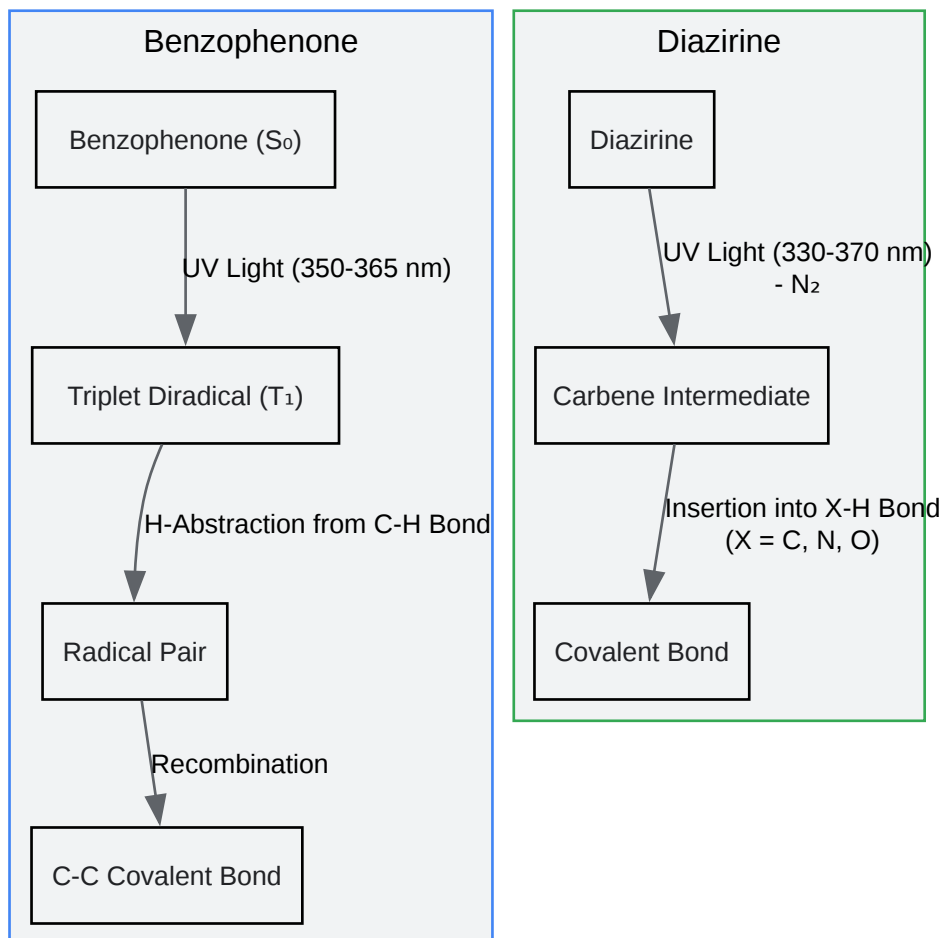 Benzophenone
Benzophenone (S₀)
UV Light (350-365 nm)
Triplet Diradical (T₁)
H-Abstraction from C-H Bond
Radical Pair
Recombination
C-C Covalent Bond
Diazirine
Diazirine
UV Light (330-370 nm)
- N₂
Carbene Intermediate
Insertion into X-H Bond
(X = C, N, O)
Covalent Bond